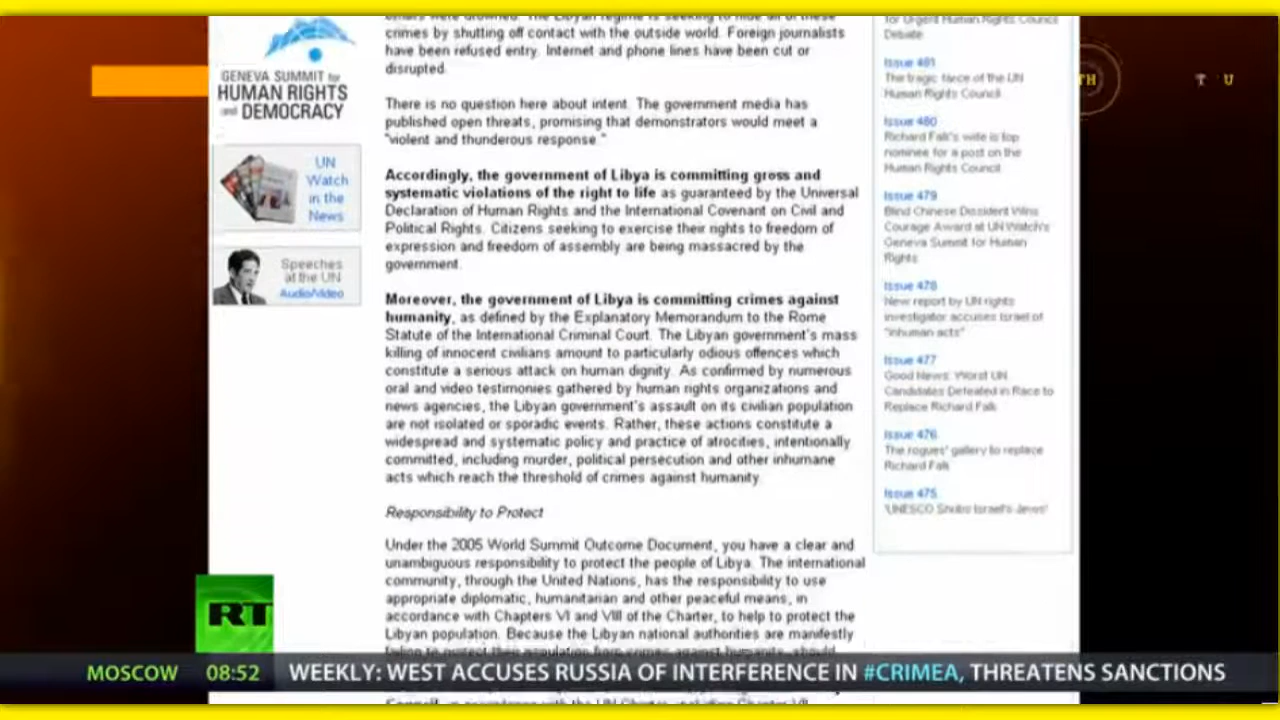 crimes by shutting off contact with the outside world. Foreign journalists
have been refused entry. Internet and phone lines have been cut or
disrupted.
There is no question here about intent. The government media has
published open threats, promising that demonstrators would meet a
"violent and thunderous response."
Accordingly, the government of Libya is committing gross and
systematic violations of the right to life as guaranteed by the Universal
Declaration of Human Rights and the International Covenant on Civil and
Political Rights. Citizens seeking to exercise their rights to freedom of
expression and freedom of assembly are being massacred by the
government.
Moreover, the government of Libya is committing crimes against
humanity, as defined by the Explanatory Memorandum to the Rome
Statute of the International Criminal Court. The Libyan government's mass
killing of innocent civilians amount to particularly odious offences which
constitute a serious attack on human dignity. As confirmed by numerous
oral and video testimonies gathered by human rights organizations and
news agencies, the Libyan government's assault on its civilian population
are not isolated or sporadic events. Rather, these actions constitute a
widespread and systematic policy and practice of atrocities, intentionally
committed, including murder, political persecution and other inhumane
acts which reach the threshold of crimes against humanity.
Responsibility to Protect
Under the 2005 World Summit Outcome Document, you have a clear and
unambiguous responsibility to protect the people of Libya. The international
community, through the United Nations, has the responsibility to use
appropriate diplomatic, humanitarian and other peaceful means, in
accordance with Chapters VI and VIII of the Charter, to help to protect the
Libyan population. Because the Libyan national authorities are manifestly
GENEVA SUMMIT for
HUMAN RIGHTS
and DEMOCRACY
UN
Watch
in the
News
Speeches
at the UN
Audio/Video
for Urgent Human Rights Council
Debate
Issue 481
The tragic farce of the UN
Human Rights Council
Issue 480
Richard Falk's wife is top
nominee for a post on the
Human Rights Council
Issue 479
Blind Chinese Dissident Wins
Courage Award at UN Watch's
Geneva Summit for Human
Rights
Issue 478
New report by UN rights
investigator accuses Israel of
"inhuman acts"
Issue 477
Good News: Worst UN
Candidates Defeated in Race to
Replace Richard Falk
Issue 476
The rogues' gallery to replace
Richard Falk
Issue 475
'UNESCO Snubs Israel's Jews'
TH
T U
RT
MOSCOW 08:52 WEEKLY: WEST ACCUSES RUSSIA OF INTERFERENCE IN #CRIMEA, THREATENS SANCTIONS